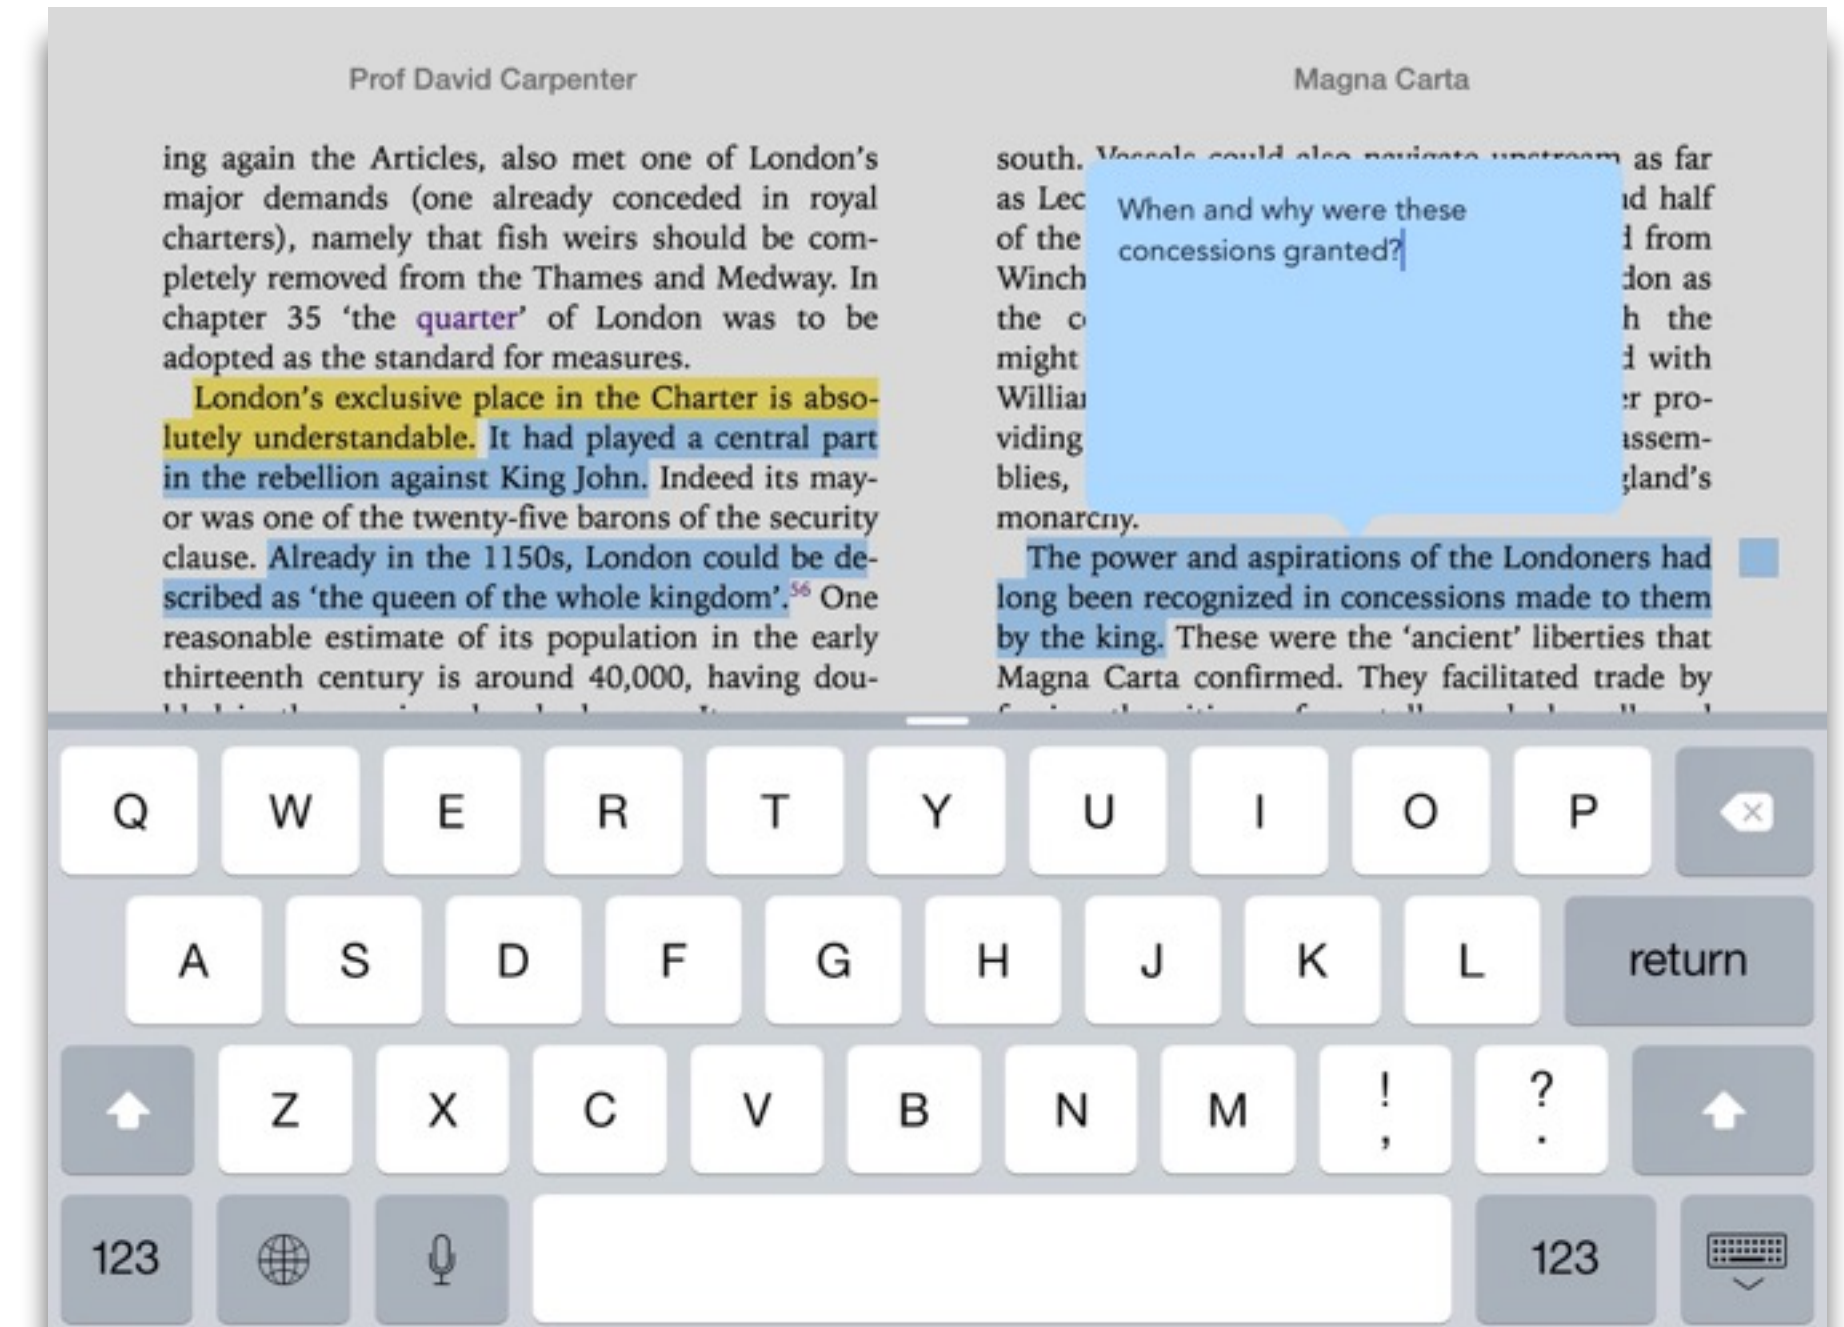 Prof David Carpenter
ing again the Articles, also met one of London's
major demands (one already conceded in royal
charters), namely that fish weirs should be com-
pletely removed from the Thames and Medway. In
chapter 35 ‘the quarter’ of London was to be
adopted as the standard for measures.
London's exclusive place in the Charter is abso-
lutely understandable. It had played a central part
in the rebellion against King John. Indeed its may-
or was one of the twenty-five barons of the security
clause. Already in the 1150s, London could be de-
scribed as ‘the queen of the whole kingdom’.56 One
reasonable estimate of its population in the early
thirteenth century is around 40,000, having dou-
Magna Carta
south. Vessels could also navigate upstream as far
as Lec
nd half
of the
from
Winch
don as
the
the
might
with
Willia
er pro-
viding
assem-
blies,
gland's
monarchy.
When and why were these
concessions granted?
The power and aspirations of the Londoners had
long been recognized in concessions made to them
by the king. These were the ‘ancient’ liberties that
Magna Carta confirmed. They facilitated trade by
Q W E R T Y U I O P
A S D F G H J K L return
Z X C V B N M ! , ? .
123 123